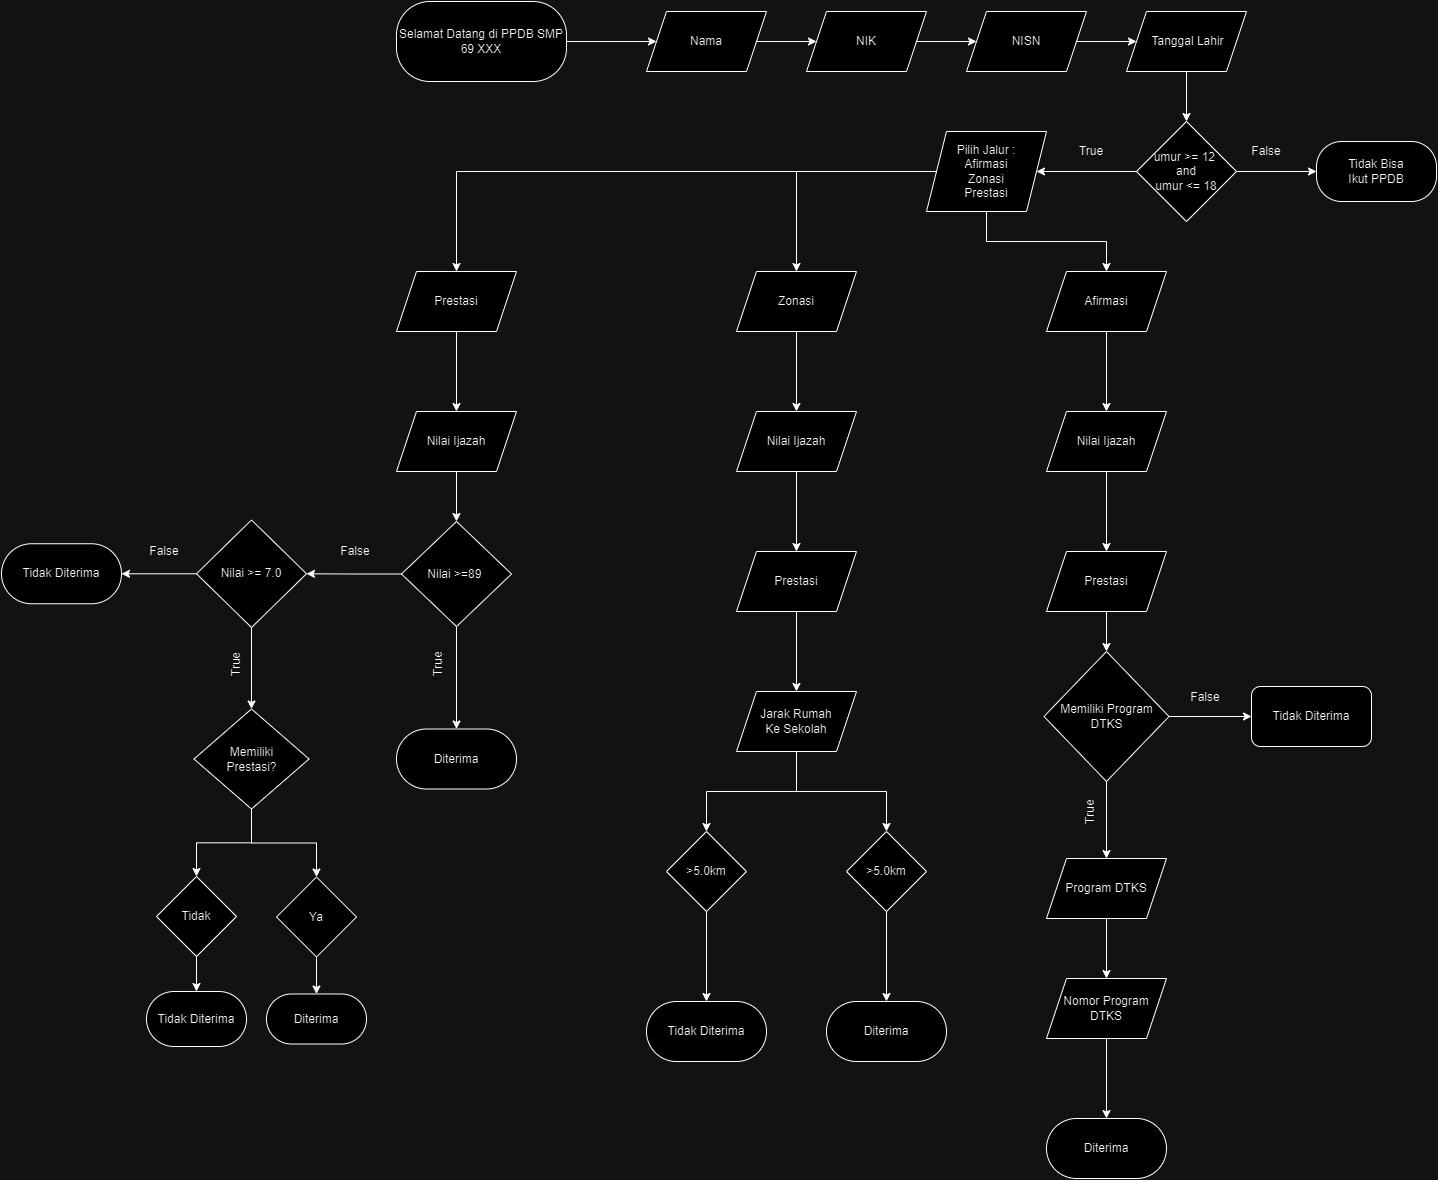 Selamat Datang di PPDB SMP
69 XXX
Nama
NIK
NISN
Tanggal Lahir
Pilih Jalur :
Afirmasi
Zonasi
Prestasi
True
umur >= 12
and
umur <= 18
False
Tidak Bisa
Ikut PPDB
Prestasi
Zonasi
Afirmasi
Nilai Ijazah
Nilai Ijazah
Nilai Ijazah
Tidak Diterima
False
Nilai >= 7.0
False
Nilai >=89
Prestasi
Prestasi
True
True
Memiliki
Prestasi?
Diterima
Jarak Rumah
Ke Sekolah
Memiliki Program
DTKS
False
Tidak Diterima
True
Tidak
Ya
>5.0km
>5.0km
Program DTKS
Tidak Diterima
Diterima
Tidak Diterima
Diterima
Nomor Program
DTKS
Diterima